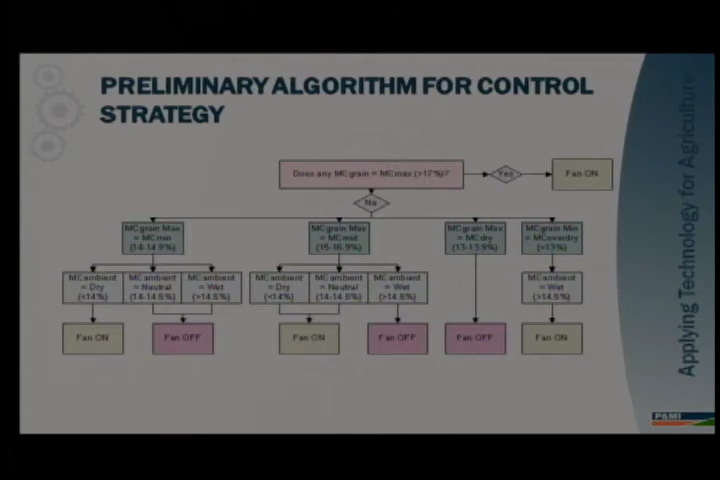 PRELIMINARY ALGORITHM FOR CONTROL
STRATEGY
Does any MCgrain = MCmax (>17%)?
Yes
Fan ON
No
MCgrain Max
= MCmin
(14-14.9%)
MCgrain Max
= MCmid
(15-16.9%)
MCgrain Max
= MCdry
(13-13.9%)
MCgrain Min
= MCoverdry
(<13%)
MCambient
= Dry
(<14%)
MCambient
= Neutral
(14-14.5%)
MCambient
= Wet
(>14.5%)
MCambient
= Dry
(<14%)
MCambient
= Neutral
(14-14.5%)
MCambient
= Wet
(>14.5%)
MCambient
= Wet
(>14.5%)
Fan ON
Fan OFF
Fan ON
Fan OFF
Fan OFF
Fan ON
Applying Technology for Agriculture
PAMI